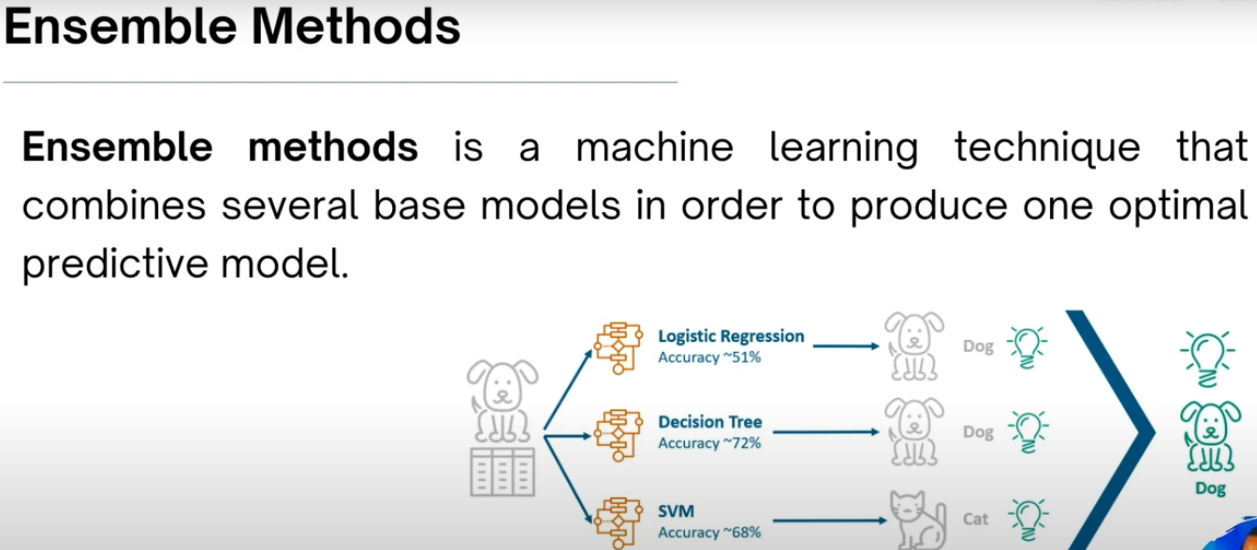 Ensemble Methods
Ensemble methods is a machine learning technique that
combines several base models in order to produce one optimal
predictive model.
Logistic Regression
Accuracy ~51%
Dog
Decision Tree
Accuracy ~72%
Dog
SVM
Accuracy ~68%
Cat
Dog